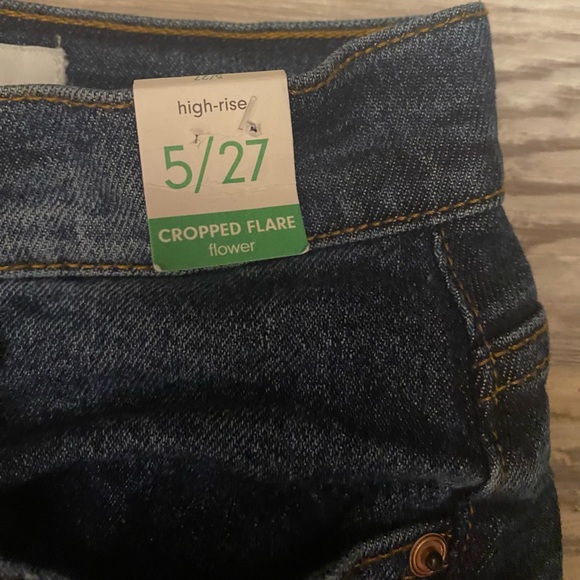 high-rise
5/27
CROPPED FLARE
flower